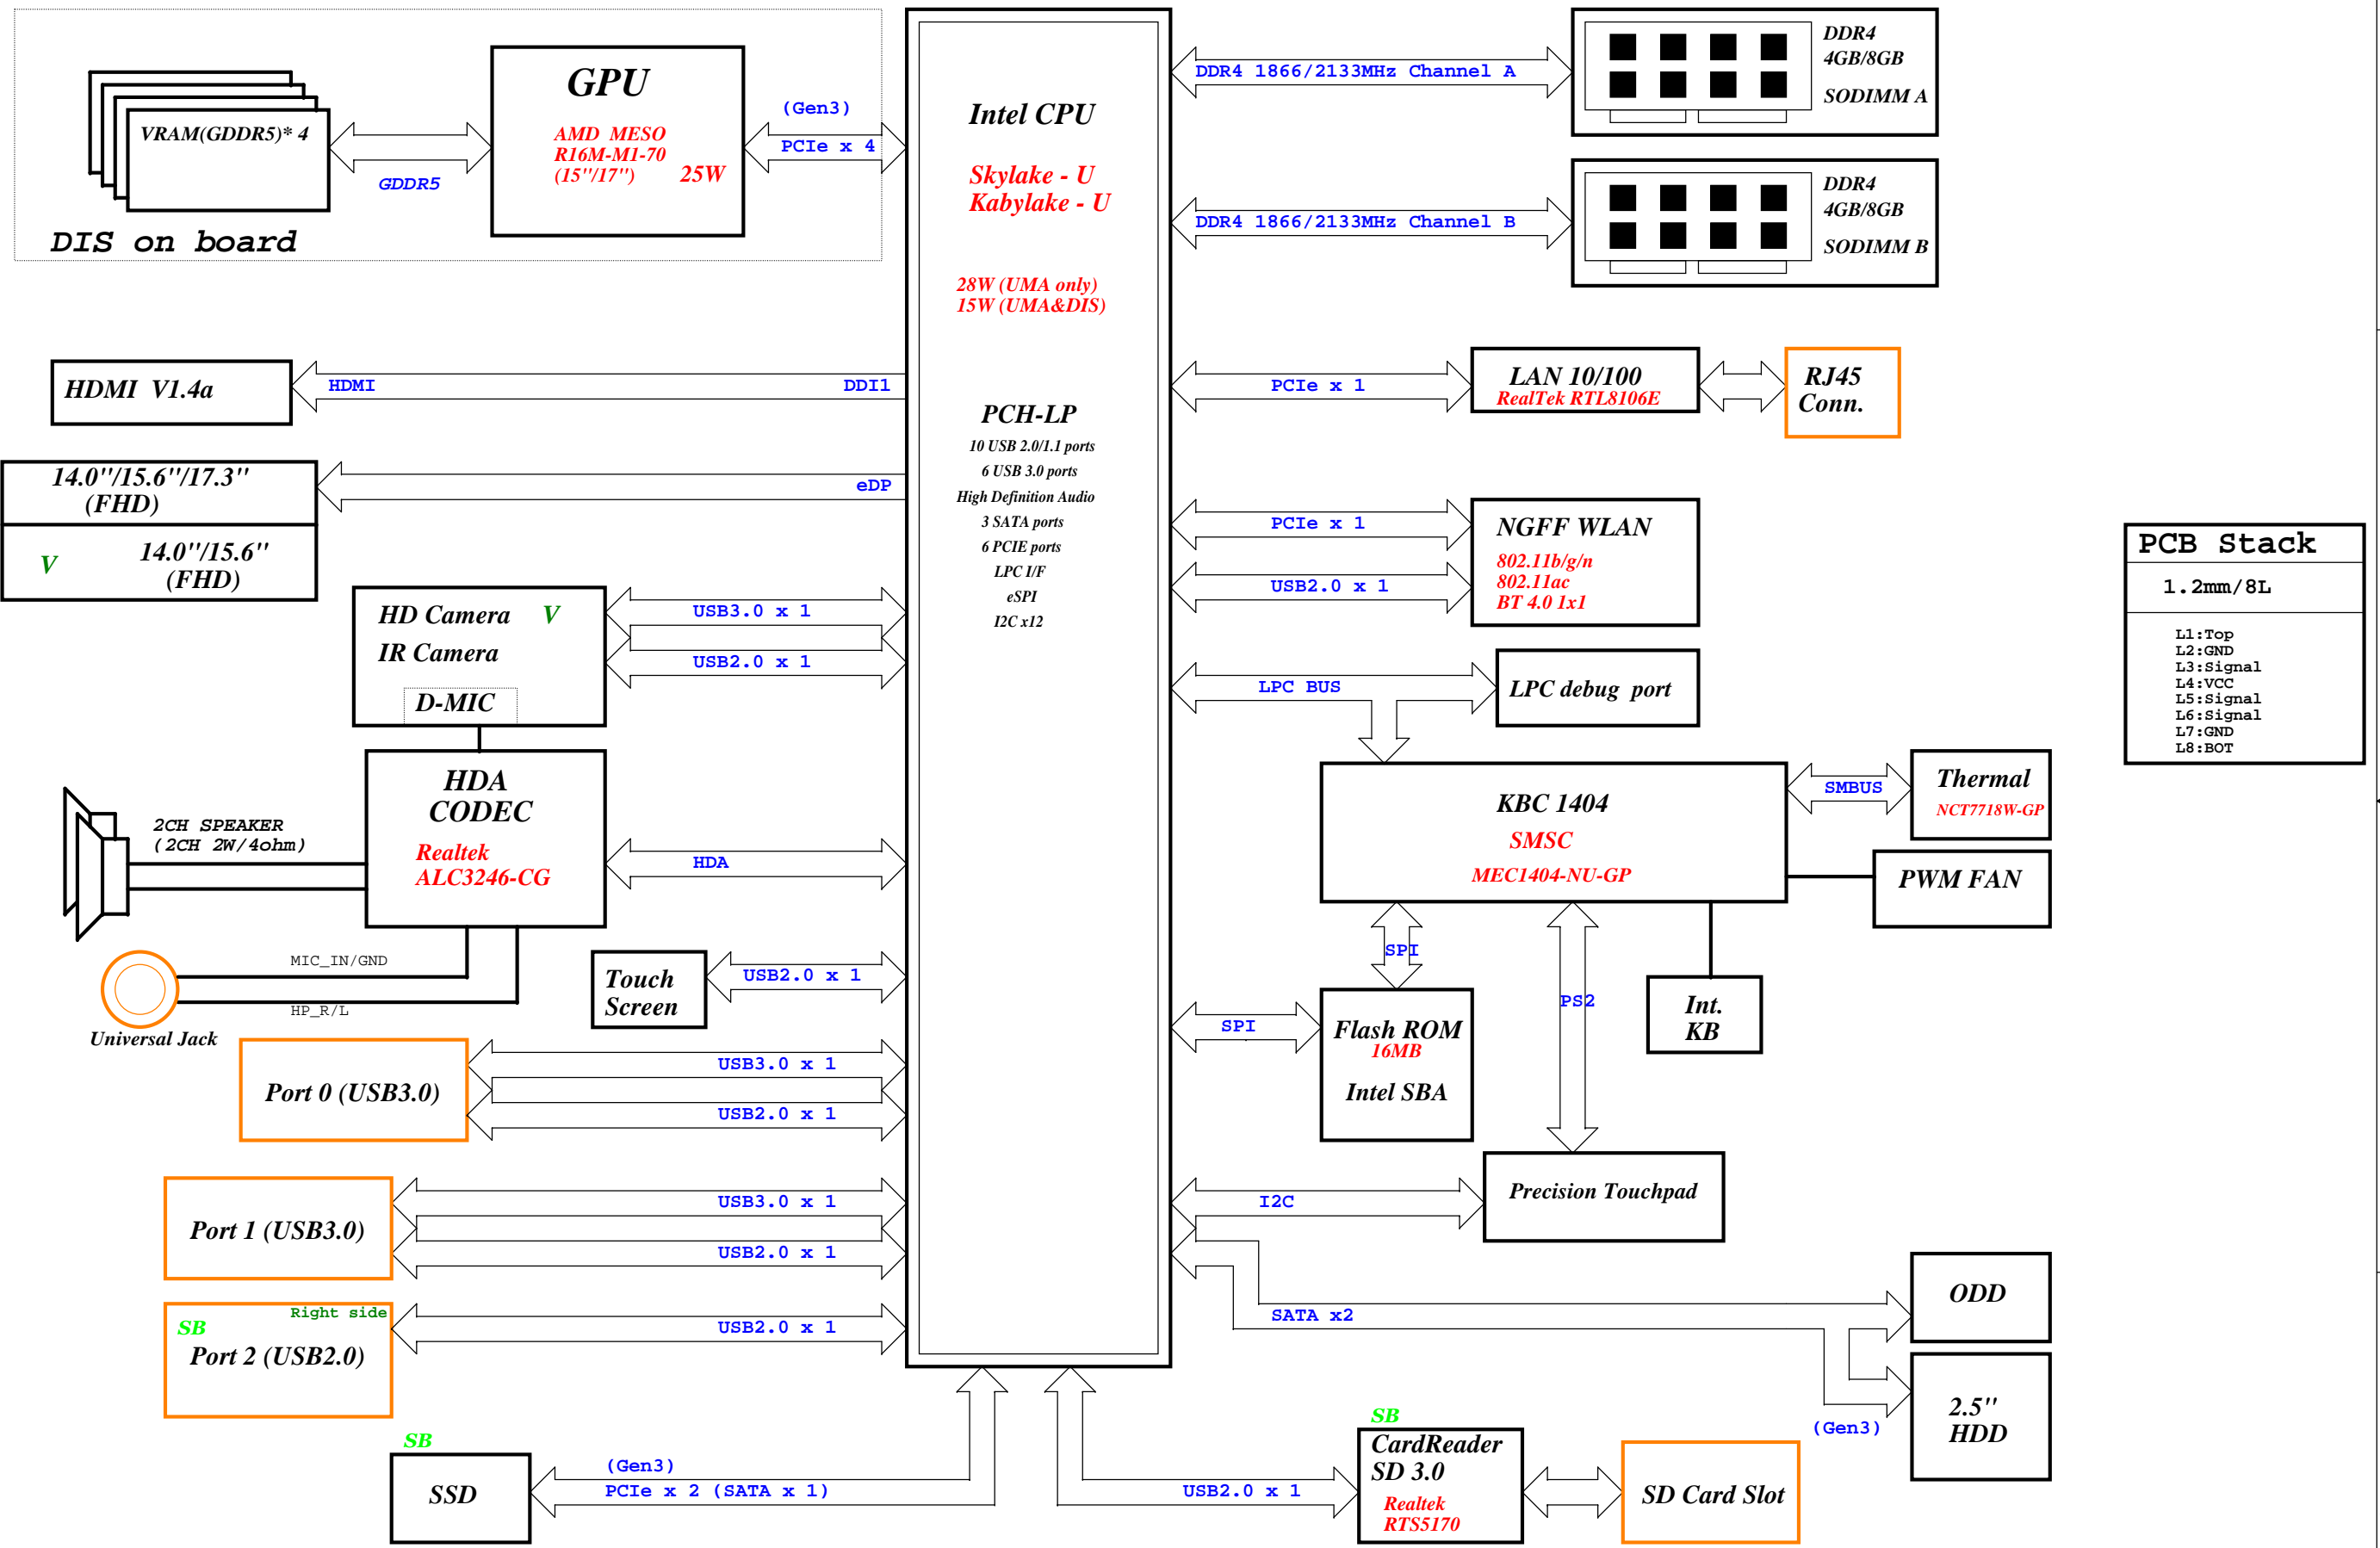 VRAM(GDDR5)* 4
GDDR5
DIS on board
GPU
AMD MESO
R16M-M1-70
(15"/17") 25W
(Gen3)
PCIe x 4
Intel CPU
Skylake - U
Kabylake - U
28W (UMA only)
15W (UMA&DIS)
PCH-LP
10 USB 2.0/1.1 ports
6 USB 3.0 ports
High Definition Audio
3 SATA ports
6 PCIE ports
LPC I/F
eSPI
I2C x12
DDR4 1866/2133MHz Channel A
DDR4
4GB/8GB
SODIMM A
DDR4 1866/2133MHz Channel B
DDR4
4GB/8GB
SODIMM B
HDMI V1.4a
HDMI
DDI1
14.0"/15.6"/17.3"
(FHD)
V 14.0"/15.6"
(FHD)
eDP
HD Camera V
IR Camera
D-MIC
USB3.0 x 1
USB2.0 x 1
HDA
CODEC
Realtek
ALC3246-CG
HDA
2CH SPEAKER
(2CH 2W/4ohm)
MIC_IN/GND
HP_R/L
Universal Jack
Touch
Screen
USB2.0 x 1
Port 0 (USB3.0)
USB3.0 x 1
USB2.0 x 1
Port 1 (USB3.0)
USB3.0 x 1
USB2.0 x 1
Right side
SB
Port 2 (USB2.0)
USB2.0 x 1
SB
SSD
(Gen3)
PCIe x 2 (SATA x 1)
PCIe x 1
LAN 10/100
RealTek RTL8106E
RJ45
Conn.
PCIe x 1
USB2.0 x 1
NGFF WLAN
802.11b/g/n
802.11ac
BT 4.0 1x1
LPC BUS
LPC debug port
KBC 1404
SMSC
MEC1404-NU-GP
SMBUS
Thermal
NCT7718W-GP
PWM FAN
SPI
PS2
Int.
KB
SPI
Flash ROM
16MB
Intel SBA
I2C
Precision Touchpad
SATA x2
ODD
2.5"
HDD
(Gen3)
USB2.0 x 1
SB
CardReader
SD 3.0
Realtek
RTS5170
SD Card Slot
PCB Stack
1.2mm/8L
L1:Top
L2:GND
L3:Signal
L4:VCC
L5:Signal
L6:Signal
L7:GND
L8:BOT